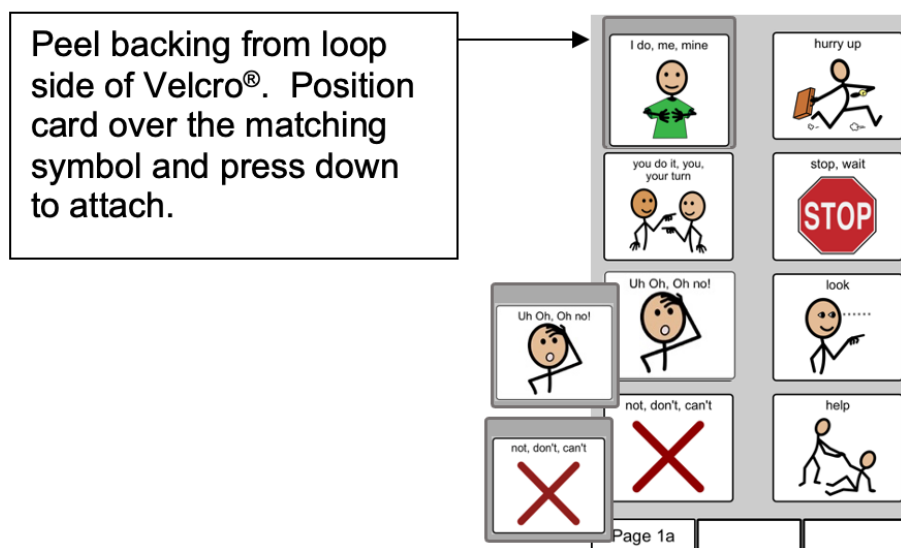 Peel backing from loop
side of Velcro®.  Position
card over the matching
symbol and press down
to attach.
I do, me, mine
hurry up
you do it, you,
your turn
stop, wait
STOP
Uh Oh, Oh no!
look
Uh Oh, Oh no!
not, don't, can't
help
not, don't, can't
Page 1a